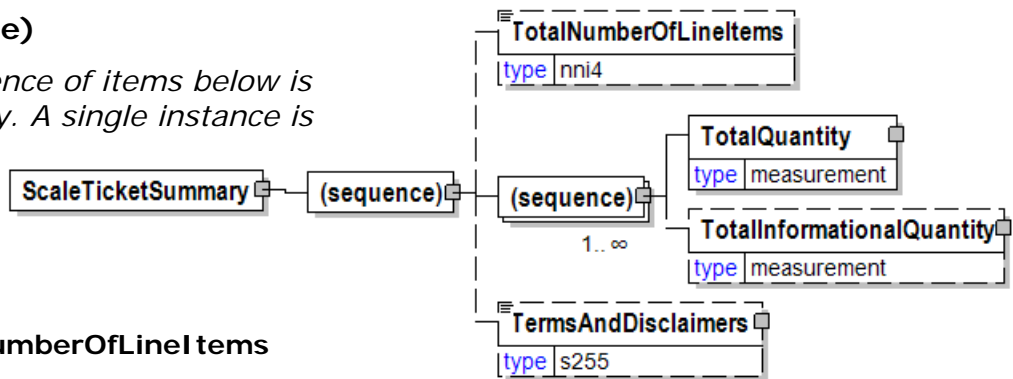 e)
ence of items below is
y. A single instance is
TotalNumberOfLineItems
type nni4
TotalQuantity
type measurement
ScaleTicketSummary
(sequence)
(sequence)
1.. ∞
TotalInformationalQuantity
type measurement
TermsAndDisclaimers
type s255
umberOfLineItems